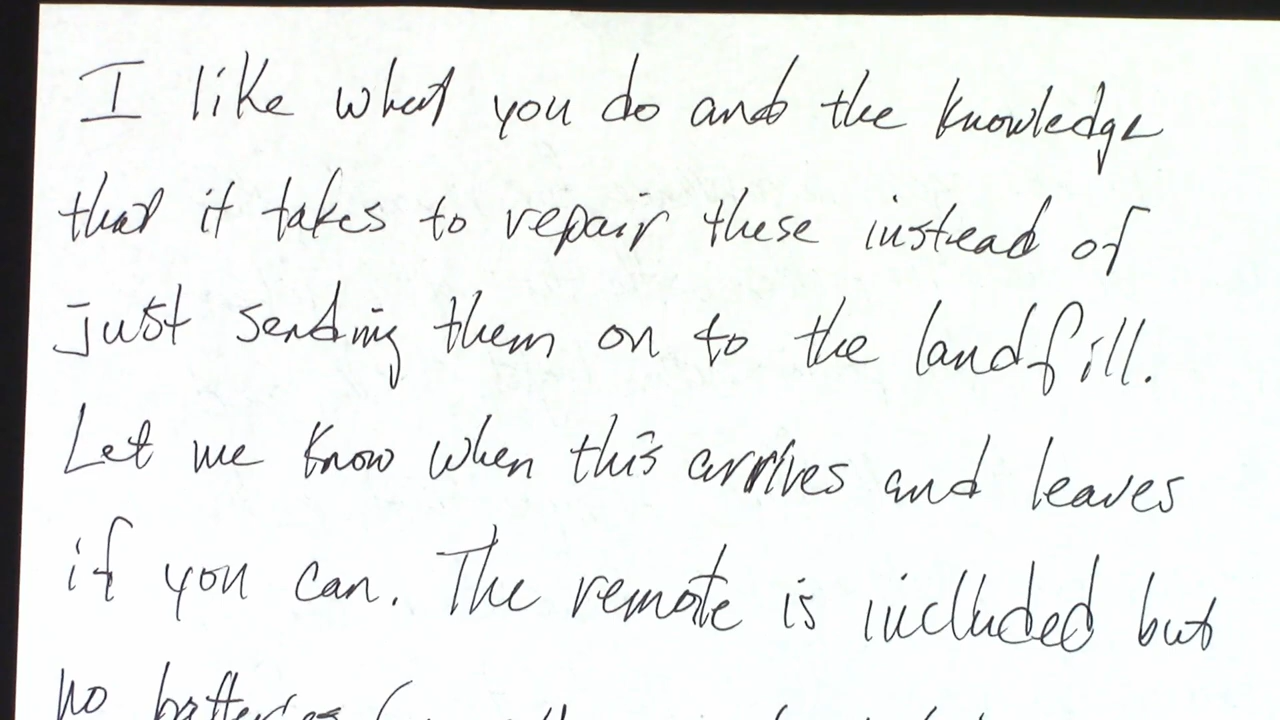 I like what you do and the knowledge
that it takes to repair these instead of
just sending them on to the landfill.
Let me know when this arrives and leaves
if you can. The remote is included but
no batteries